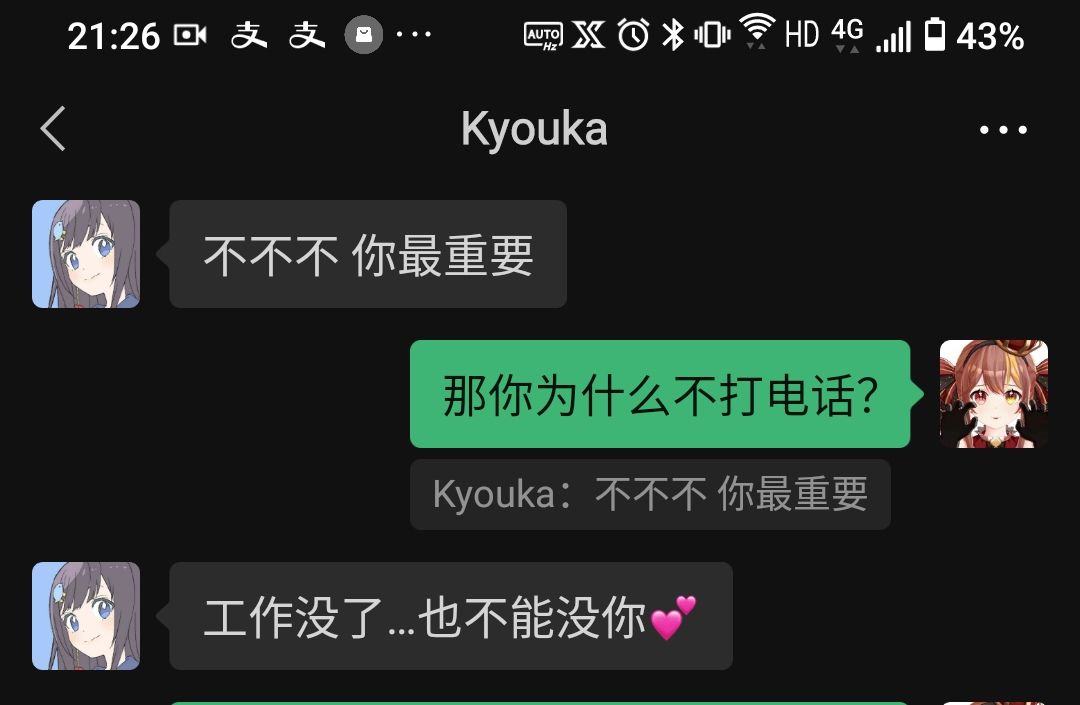 21:26 支 支 AUTO Hz HD 4G 43%
Kyouka
不不不 你最重要
那你为什么不打电话?
Kyouka：不不不 你最重要
工作没了…也不能没你💕